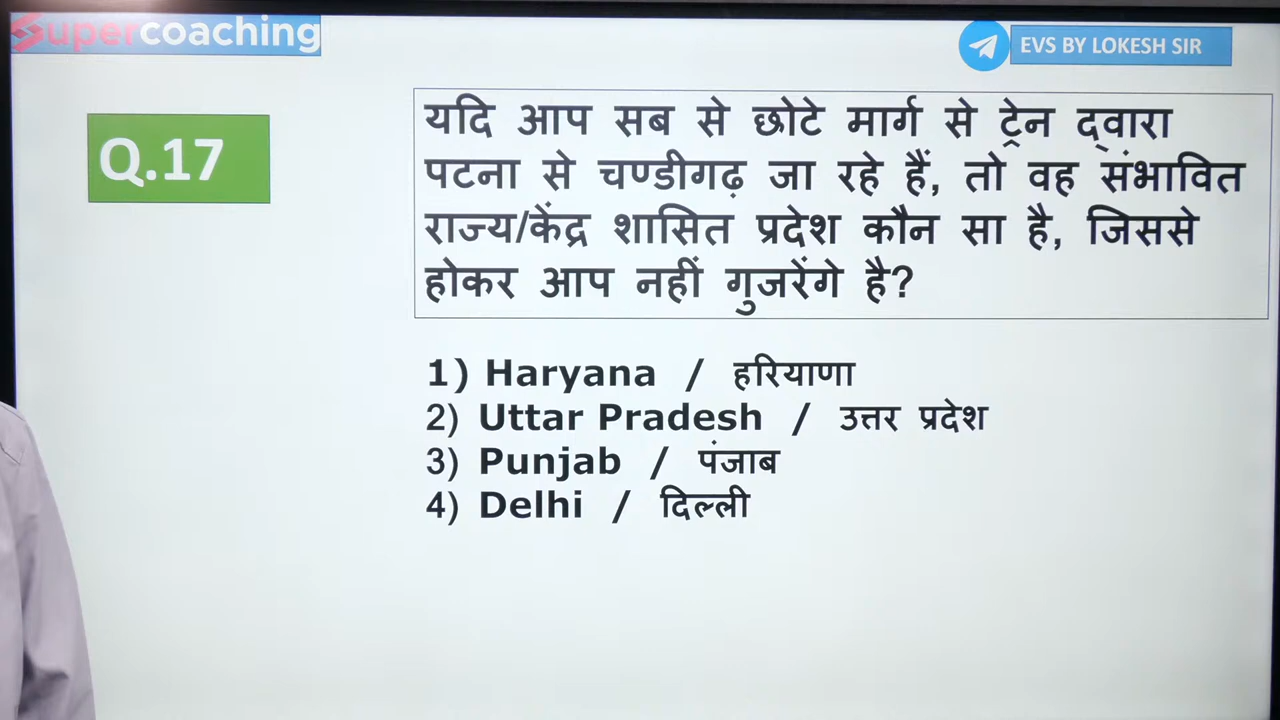 Supercoaching
EVS BY LOKESH SIR
Q.17
यदि आप सब से छोटे मार्ग से ट्रेन द्वारा
पटना से चण्डीगढ़ जा रहे हैं, तो वह संभावित
राज्य/केंद्र शासित प्रदेश कौन सा है, जिससे
होकर आप नहीं गुजरेंगे है?
1) Haryana / हरियाणा
2) Uttar Pradesh / उत्तर प्रदेश
3) Punjab / पंजाब
4) Delhi / दिल्ली